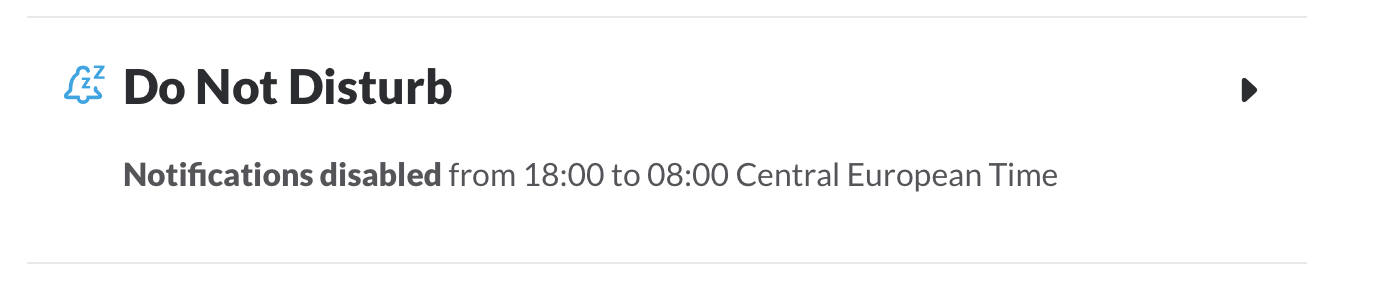 Do Not Disturb
Notifications disabled from 18:00 to 08:00 Central European Time